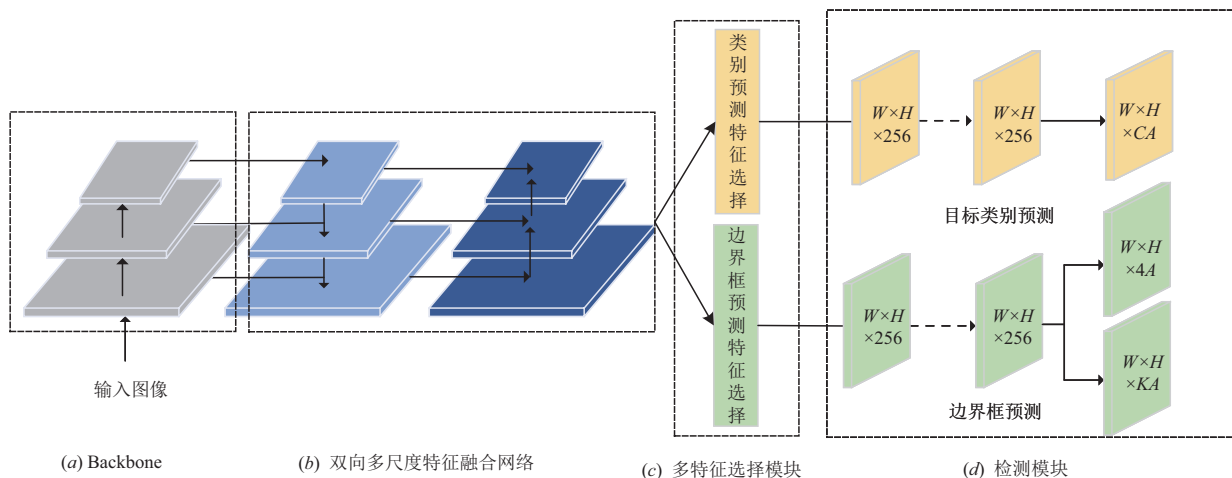 类别预测特征选择
W×H
×256
W×H
×256
W×H
×CA
目标类别预测
边界框预测特征选择
W×H
×256
W×H
×256
W×H
×4A
W×H
×KA
边界框预测
输入图像
(a) Backbone
(b) 双向多尺度特征融合网络
(c) 多特征选择模块
(d) 检测模块